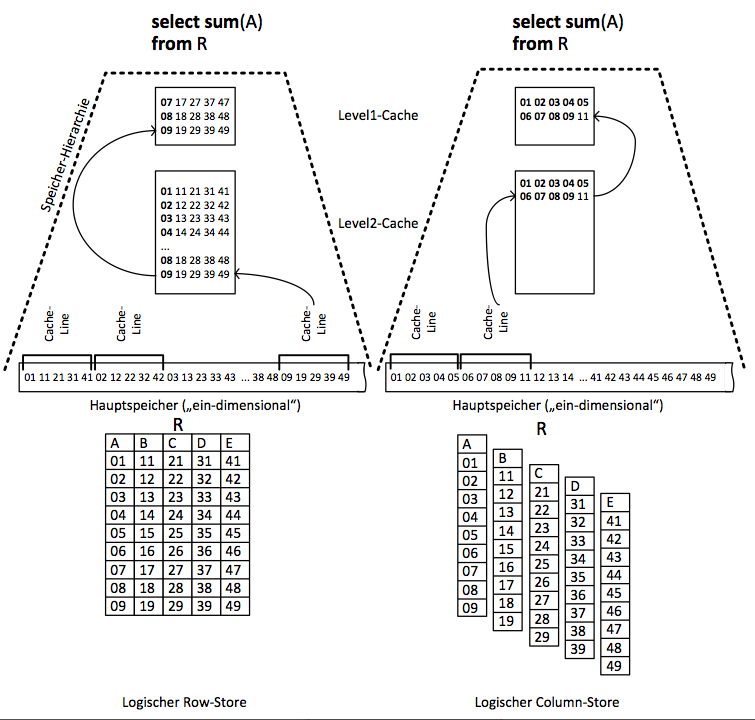 select sum(A)
from R
select sum(A)
from R
Speicher-Hierarchie
07 17 27 37 47
08 18 28 38 48
09 19 29 39 49
Level1-Cache
01 02 03 04 05
06 07 08 09 11
01 11 21 31 41
02 12 22 32 42
03 13 23 33 43
04 14 24 34 44
...
08 18 28 38 48
09 19 29 39 49
Level2-Cache
01 02 03 04 05
06 07 08 09 11
Cache-
Line
Cache-
Line
Cache-
Line
Cache-
Line
Cache-
Line
01 11 21 31 41 02 12 22 32 42 03 13 23 33 43 ... 38 48 09 19 29 39 49
01 02 03 04 05 06 07 08 09 11 12 13 14 ... 41 42 43 44 45 46 47 48 49
Hauptspeicher („ein-dimensional“)
Hauptspeicher („ein-dimensional“)
R
A B C D E
01 11 21 31 41
02 12 22 32 42
03 13 23 33 43
04 14 24 34 44
05 15 25 35 45
06 16 26 36 46
07 17 27 37 47
08 18 28 38 48
09 19 29 39 49
R
A
01
02
03
04
05
06
07
08
09
B
11
12
13
14
15
16
17
18
19
C
21
22
23
24
25
26
27
28
29
D
31
32
33
34
35
36
37
38
39
E
41
42
43
44
45
46
47
48
49
Logischer Row-Store
Logischer Column-Store